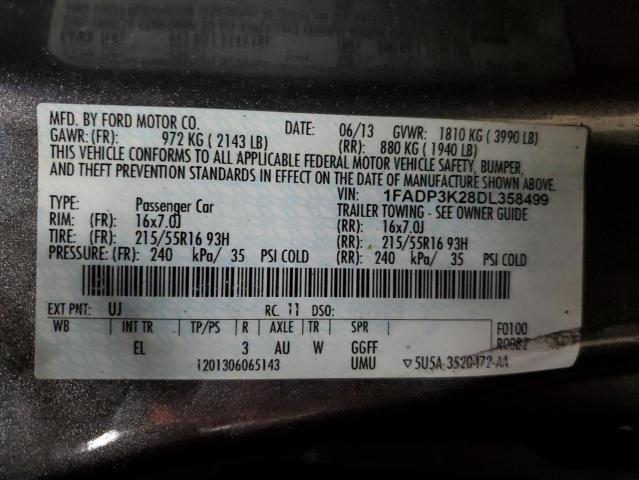 MFD. BY FORD MOTOR CO.
DATE: 06/13 GVWR: 1810 KG ( 3990 LB)
GAWR: (FR): 972 KG ( 2143 LB) (RR): 880 KG ( 1940 LB)
THIS VEHICLE CONFORMS TO ALL APPLICABLE FEDERAL MOTOR VEHICLE SAFETY, BUMPER,
AND THEFT PREVENTION STANDARDS IN EFFECT ON THE DATE OF MANUFACTURE SHOWN ABOVE.
VIN: 1FADP3K28DL358499
TYPE: Passenger Car TRAILER TOWING - SEE OWNER GUIDE
RIM: (FR): 16x7.0J (RR): 16x7.0J
TIRE: (FR): 215/55R16 93H (RR): 215/55R16 93H
PRESSURE: (FR): 240 kPa/ 35 PSI COLD (RR): 240 kPa/ 35 PSI COLD
EXT PNT: UJ RC: 11 DSO:
WB INT TR TP/PS R AXLE TR SPR F0100
EL 3 AU W GGFF
1201306065143 UMU ▽5U5A-3520472-AA